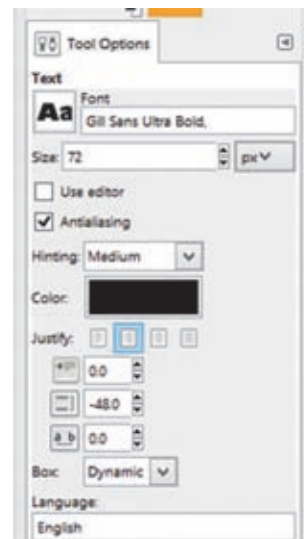 Tool Options
Text
Aa
Font
Gill Sans Ultra Bold,
Size: 72 px
Use editor
Antialiasing
Hinting: Medium
Color:
Justify:
0.0
-48.0
a b 0.0
Box: Dynamic
Language:
English